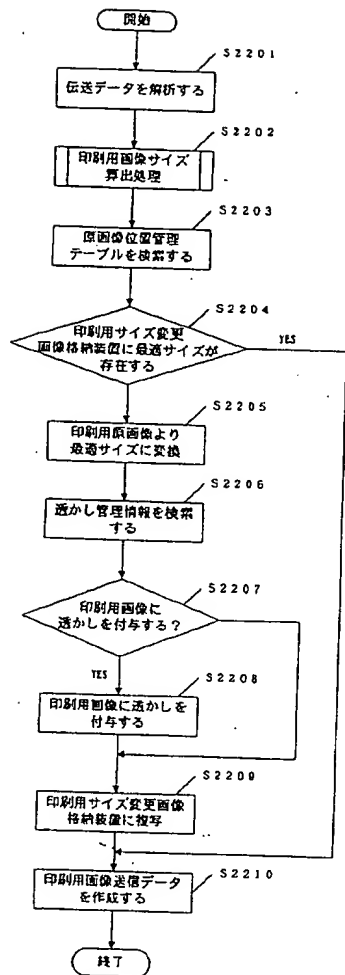 開始
S2201
伝送データを解析する
S2202
印刷用画像サイズ
算出処理
S2203
原画像位置管理
テーブルを検索する
S2204
印刷用サイズ変更
画像格納装置に最適サイズが
存在する
YES
S2205
印刷用原画像より
最適サイズに変換
S2206
透かし管理情報を検索
する
S2207
印刷用画像に
透かしを付与する?
YES
S2208
印刷用画像に透かしを
付与する
S2209
印刷用サイズ変更画像
格納装置に複写
S2210
印刷用画像送信データ
を作成する
終了